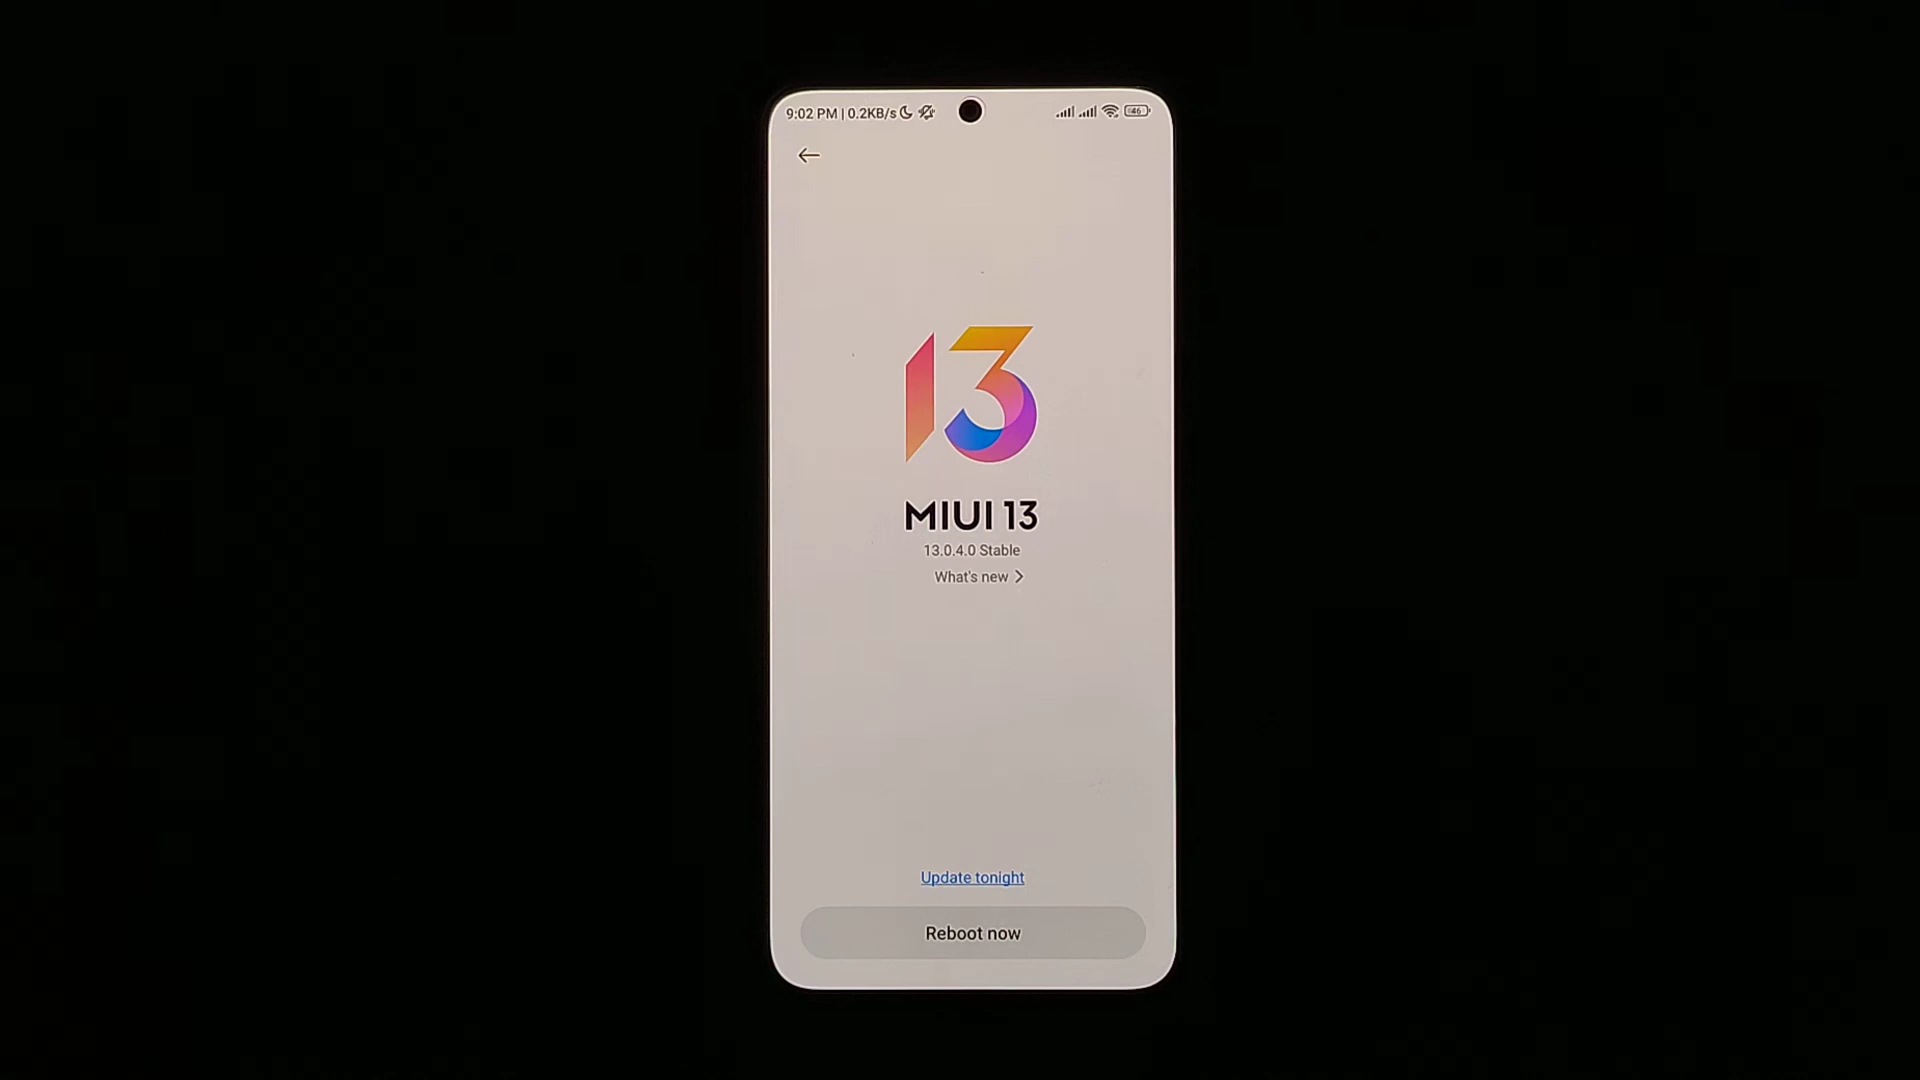 9:02 PM | 0.2KB/s 46
13
MIUI 13
13.0.4.0 Stable
What's new
Update tonight
Reboot now